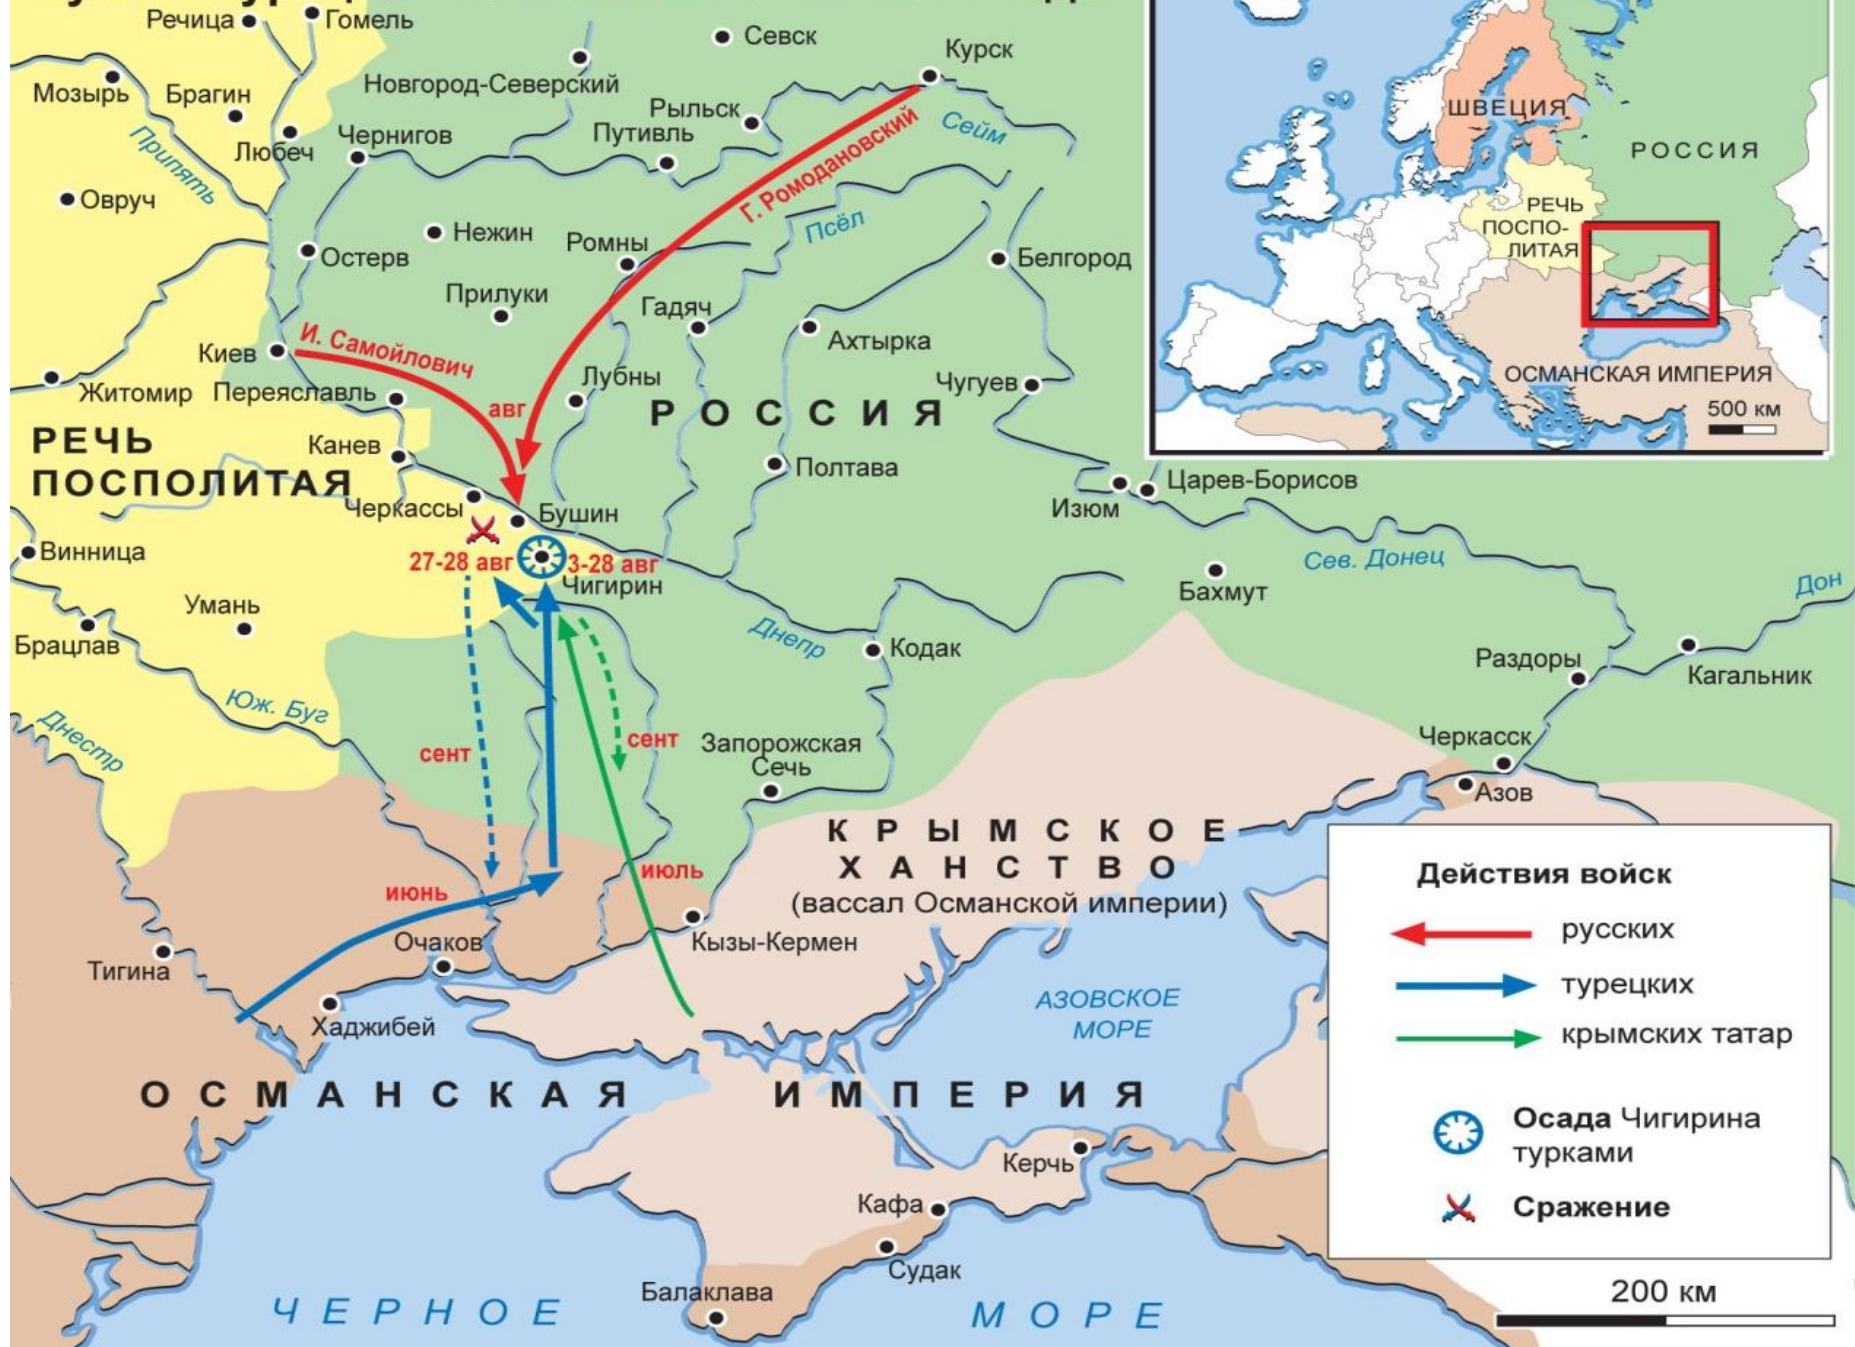 Речица
Гомель
Севск
Курск
Новгород-Северский
Мозырь
Брагин
Рыльск
Путивль
Сейм
Любеч
Чернигов
Припять
Г. Ромодановский
Овруч
Нежин
Псёл
Остерв
Ромны
Белгород
Прилуки
Гадяч
Киев
И. Самойлович
Ахтырка
Житомир
Переяславль
Лубны
Чугуев
авг
РОССИЯ
РЕЧЬ
ПОСПОЛИТАЯ
Канев
Полтава
Черкассы
Бушин
Изюм
Царев-Борисов
Винница
27-28 авг
3-28 авг
Чигирин
Сев. Донец
Бахмут
Дон
Умань
Брацлав
Днепр
Кодак
Раздоры
Кагальник
Юж. Буг
Днестр
сент
сент
Запорожская
Сечь
Черкасск
Азов
КРЫМСКОЕ
ХАНСТВО
(вассал Османской империи)
июнь
июль
Очаков
Кызы-Кермен
Тигина
Хаджибей
АЗОВСКОЕ
МОРЕ
ОСМАНСКАЯ ИМПЕРИЯ
Керчь
Кафа
Судак
Балаклава
ЧЕРНОЕ МОРЕ
ШВЕЦИЯ
РОССИЯ
РЕЧЬ
ПОСПО-
ЛИТАЯ
ОСМАНСКАЯ ИМПЕРИЯ
500 км
Действия войск
русских
турецких
крымских татар
Осада Чигирина
турками
Сражение
200 км